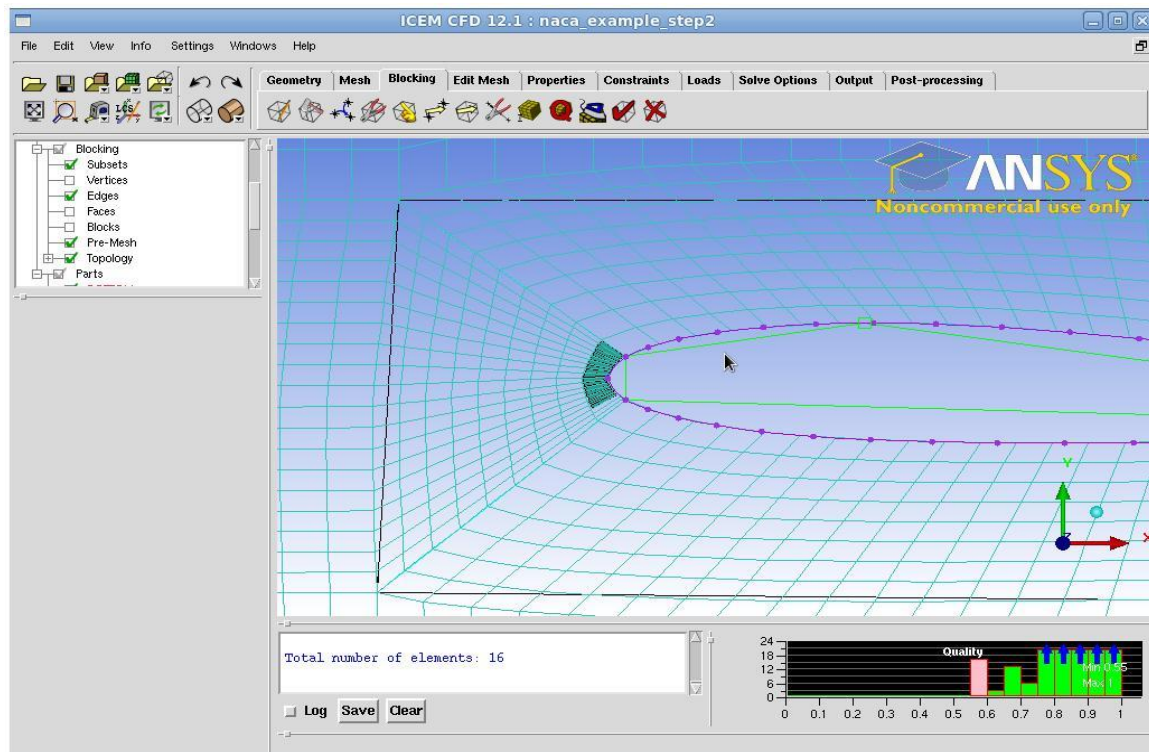 ICEM CFD 12.1 : naca_example_step2
File Edit View Info Settings Windows Help
Geometry Mesh Blocking Edit Mesh Properties Constraints Loads Solve Options Output Post-processing
LCS
Blocking
Subsets
Vertices
Edges
Faces
Blocks
Pre-Mesh
Topology
Parts
ANSYS
Noncommercial use only
Y
X
Total number of elements: 16
Log Save Clear
Quality
24
18
12
6
0
Min 0.55
Max 1
0 0.1 0.2 0.3 0.4 0.5 0.6 0.7 0.8 0.9 1